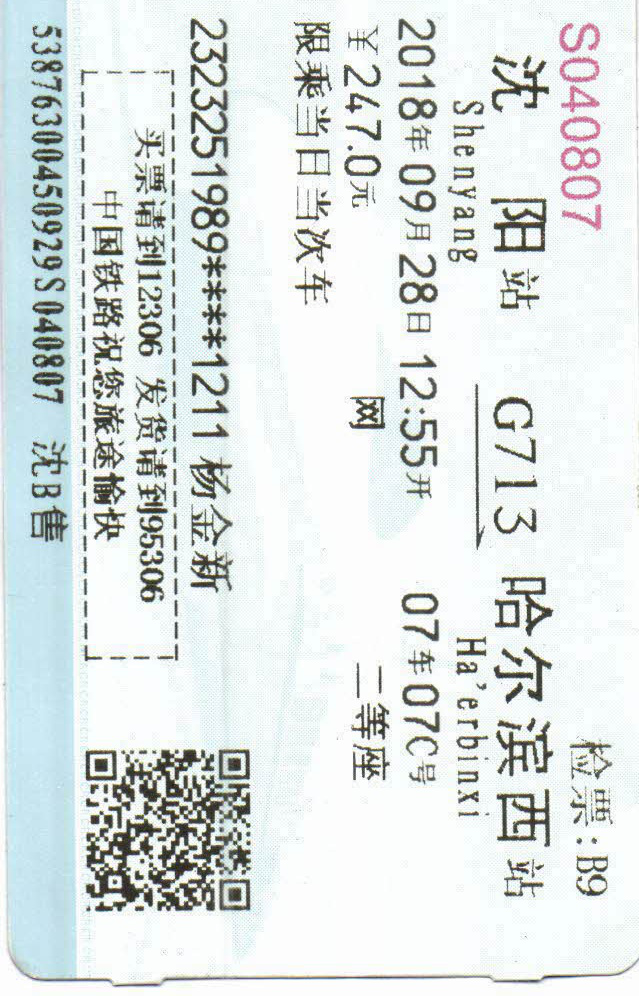 S040807 检票:B9
沈阳站 G713 哈尔滨西站
Shenyang Ha'erbinxi
2018年09月28日12:55开 07车07C号
￥247.0元 网 二等座
限乘当日当次车
2323251989****1211 杨金新
买票请到12306 发货请到95306
中国铁路祝您旅途愉快
53876300450929S040807 沈B售